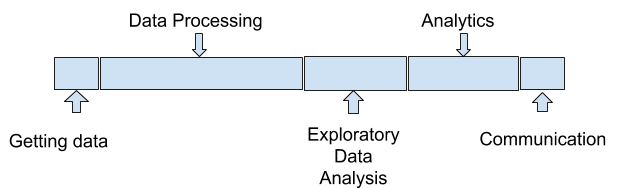 Data Processing
Analytics
Getting data
Exploratory
Data
Analysis
Communication